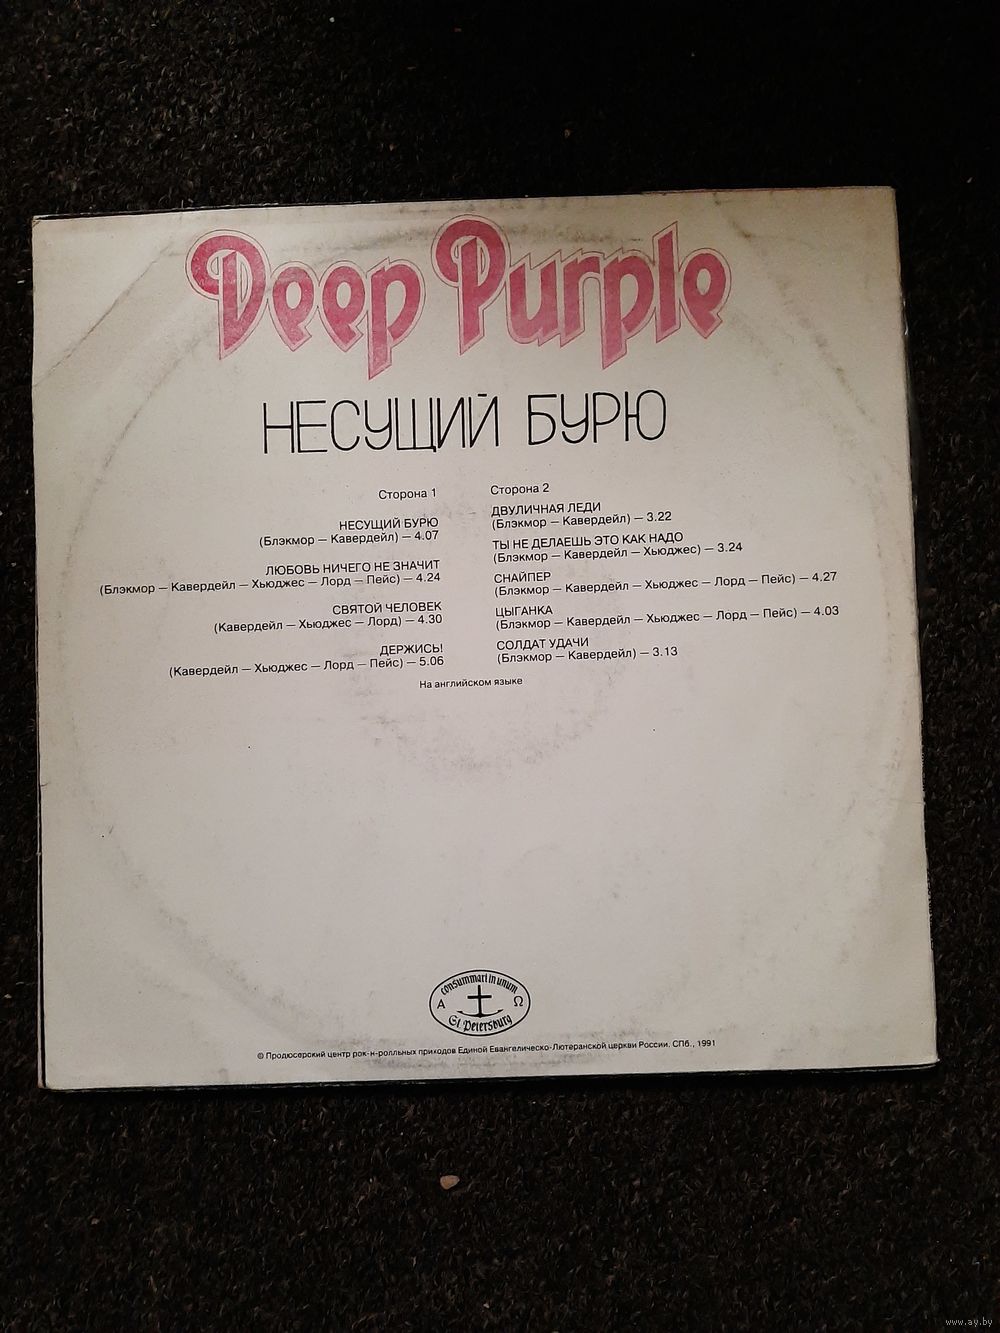 Deep Purple
НЕСУЩИЙ БУРЮ
Сторона 1
НЕСУЩИЙ БУРЮ
(Блэкмор — Кавердейл) — 4.07
ЛЮБОВЬ НИЧЕГО НЕ ЗНАЧИТ
(Блэкмор — Кавердейл — Хьюджес — Лорд — Пейс) — 4.24
СВЯТОЙ ЧЕЛОВЕК
(Кавердейл — Хьюджес — Лорд) — 4.30
ДЕРЖИСЬ!
(Кавердейл — Хьюджес — Лорд — Пейс) — 5.06
Сторона 2
ДВУЛИЧНАЯ ЛЕДИ
(Блэкмор — Кавердейл) — 3.22
ТЫ НЕ ДЕЛАЕШЬ ЭТО КАК НАДО
(Блэкмор — Кавердейл — Хьюджес) — 3.24
СНАЙПЕР
(Блэкмор — Кавердейл — Хьюджес — Лорд — Пейс) — 4.27
ЦЫГАНКА
(Блэкмор — Кавердейл — Хьюджес — Лорд — Пейс) — 4.03
СОЛДАТ УДАЧИ
(Блэкмор — Кавердейл) — 3.13
На английском языке
consummari in unum
Α Ω
St. Petersburg
© Продюсерский центр рок-н-ролльных приходов Единой Евангелическо-Лютеранской церкви России. СПб., 1991
www.ay.by